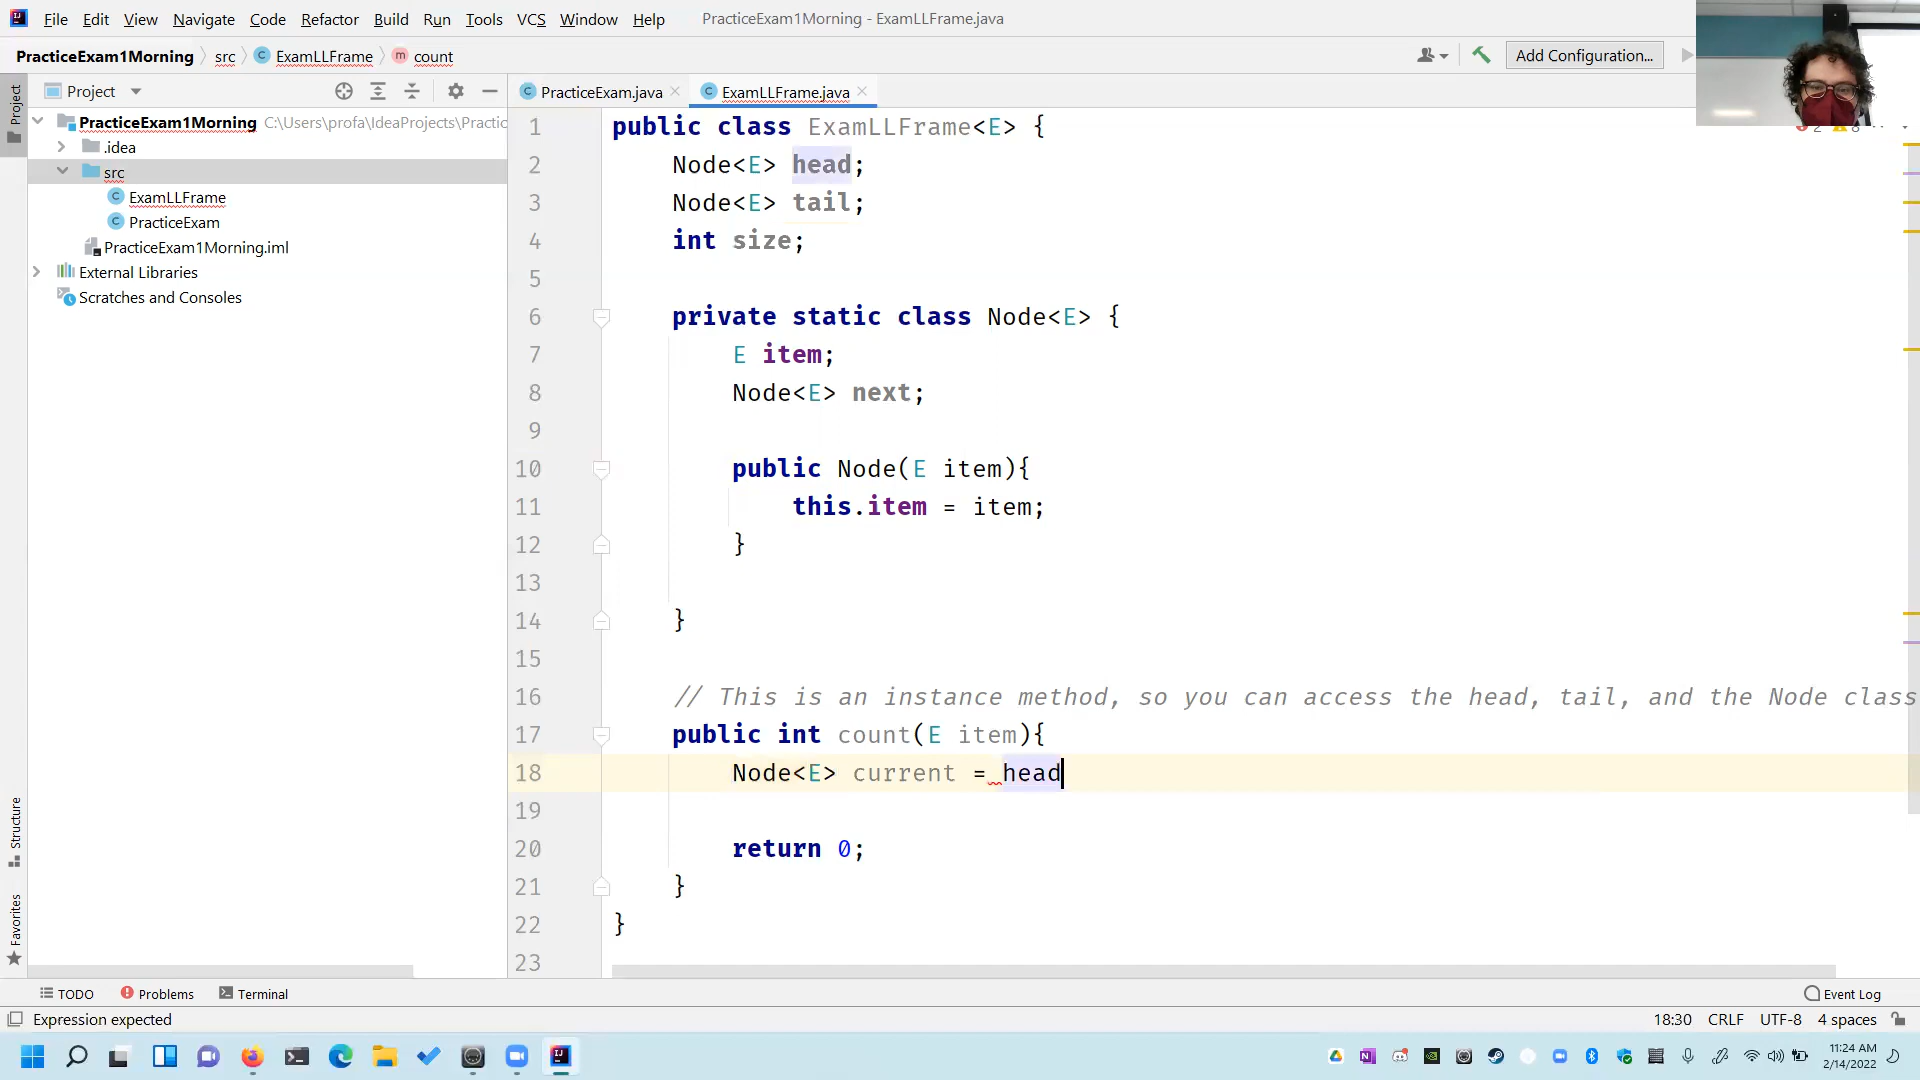 File Edit View Navigate Code Refactor Build Run Tools VCS Window Help PracticeExam1Morning - ExamLLFrame.java
PracticeExam1Morning src ExamLLFrame count Add Configuration...
Project
Project
PracticeExam.java
ExamLLFrame.java
PracticeExam1Morning C:\Users\profa\IdeaProjects\Practic
.idea
src
ExamLLFrame
PracticeExam
PracticeExam1Morning.iml
External Libraries
Scratches and Consoles
Structure
Favorites
1 public class ExamLLFrame<E> {
2 Node<E> head;
3 Node<E> tail;
4 int size;
5
6 private static class Node<E> {
7 E item;
8 Node<E> next;
9
10 public Node(E item){
11 this.item = item;
12 }
13
14 }
15
16 // This is an instance method, so you can access the head, tail, and the Node class
17 public int count(E item){
18 Node<E> current = head
19
20 return 0;
21 }
22 }
23
TODO Problems Terminal Event Log
Expression expected 18:30 CRLF UTF-8 4 spaces
11:24 AM
2/14/2022